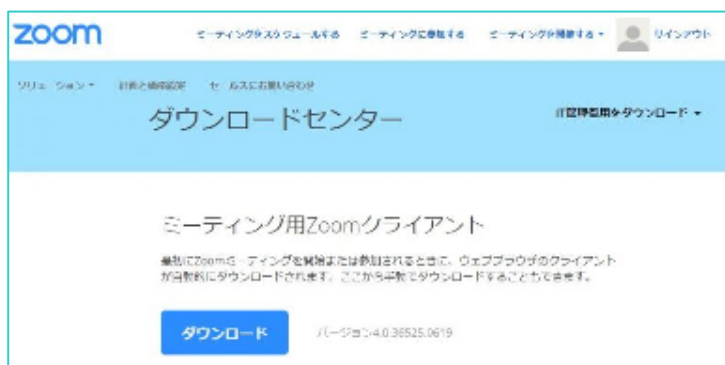 zoom ミーティングをスケジュールする ミーティングに参加する ミーティングを開始する サインアウト
ソリューション 計画と価格設定 セールスにお問い合わせ
ダウンロードセンター IT管理者用をダウンロード
ミーティング用Zoomクライアント
最初にZoomミーティングを開始または参加されるときに、ウェブブラウザのクライアント
が自動的にダウンロードされます。ここから手動でダウンロードすることもできます。
ダウンロード バージョン4.0.36525.0619